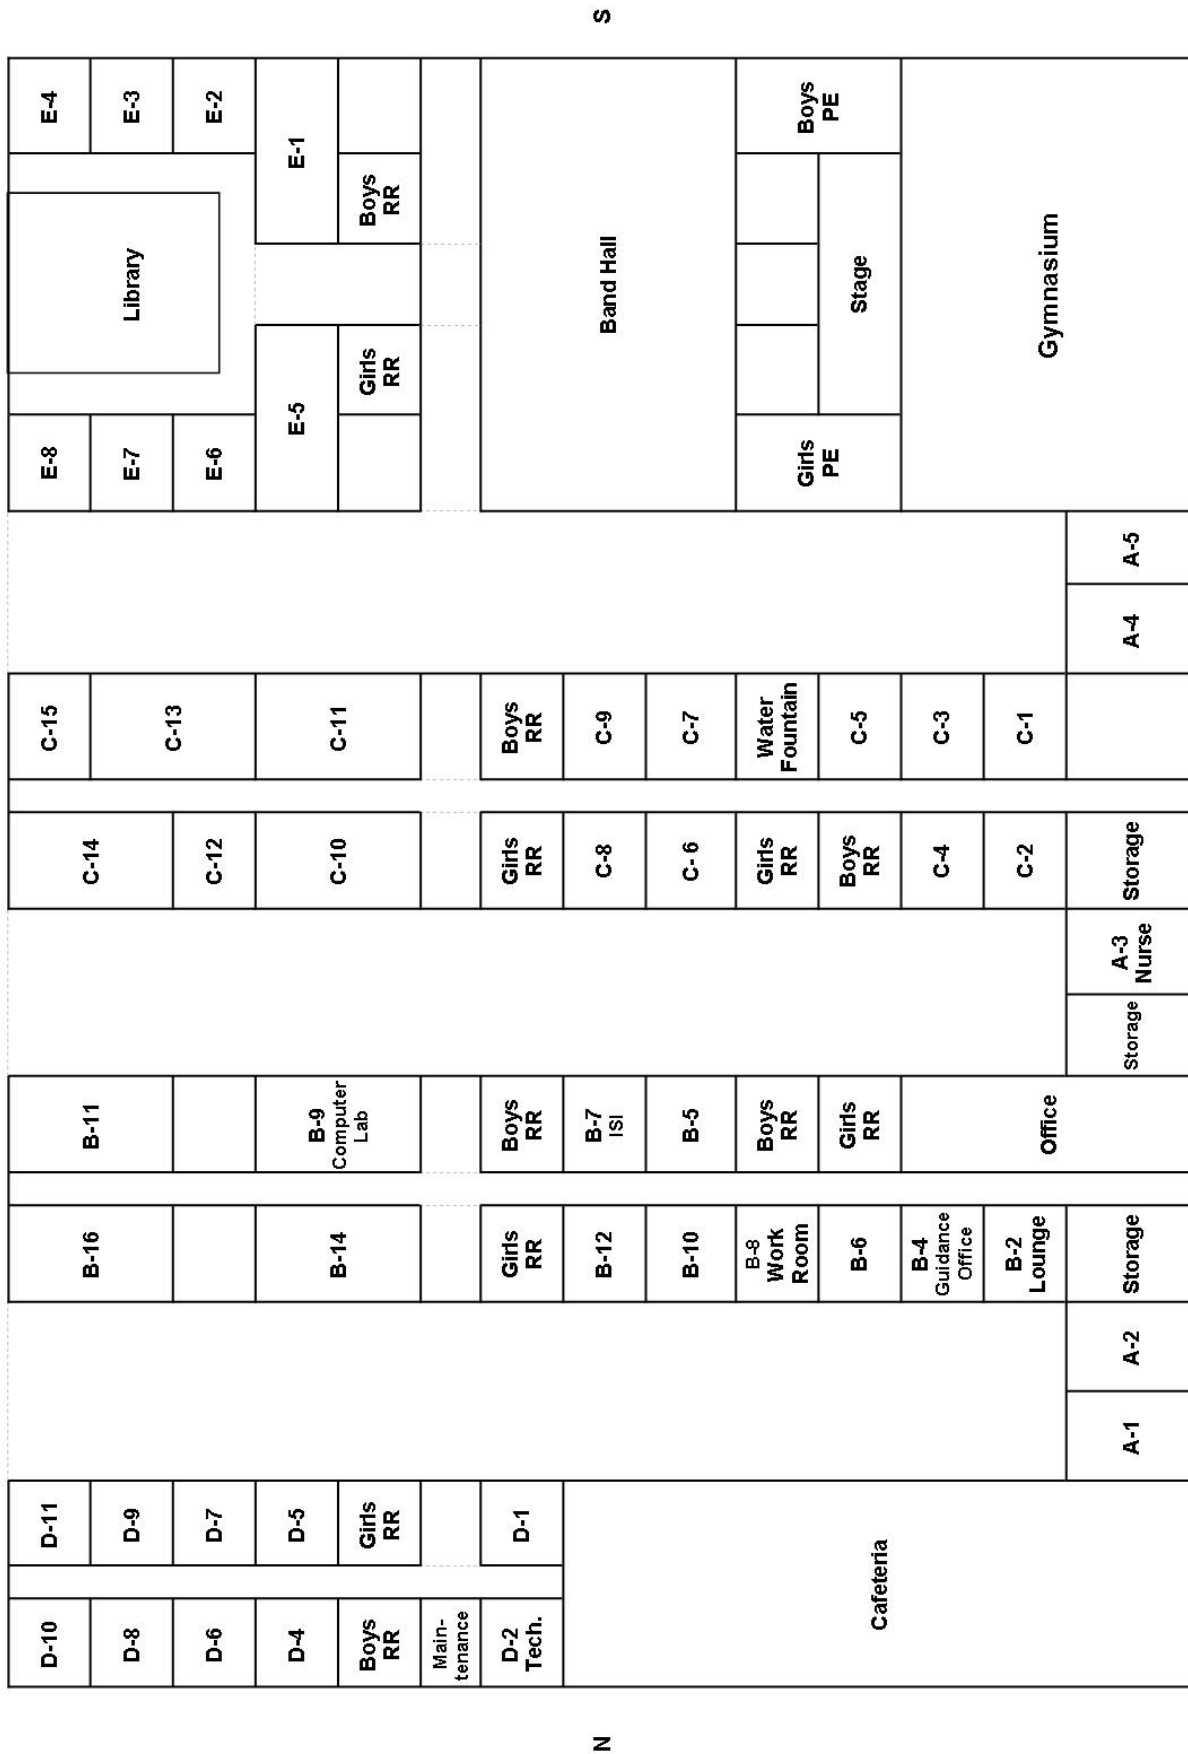 S
E-4
E-3
E-2
E-1
Boys
RR
Library
E-5
Girls
RR
E-8
E-7
E-6
Band Hall
Boys
PE
Stage
Girls
PE
Gymnasium
A-5
A-4
C-15
C-13
C-11
Boys
RR
C-9
C-7
Water
Fountain
C-5
C-3
C-1
C-14
C-12
C-10
Girls
RR
C-8
C- 6
Girls
RR
Boys
RR
C-4
C-2
Storage
A-3
Nurse
Storage
B-11
B-9
Computer
Lab
Boys
RR
B-7
ISI
B-5
Boys
RR
Girls
RR
Office
B-16
B-14
Girls
RR
B-12
B-10
B-8
Work
Room
B-6
B-4
Guidance
Office
B-2
Lounge
Storage
A-2
A-1
D-11
D-9
D-7
D-5
Girls
RR
D-1
D-10
D-8
D-6
D-4
Boys
RR
Main-
tenance
D-2
Tech.
Cafeteria
N